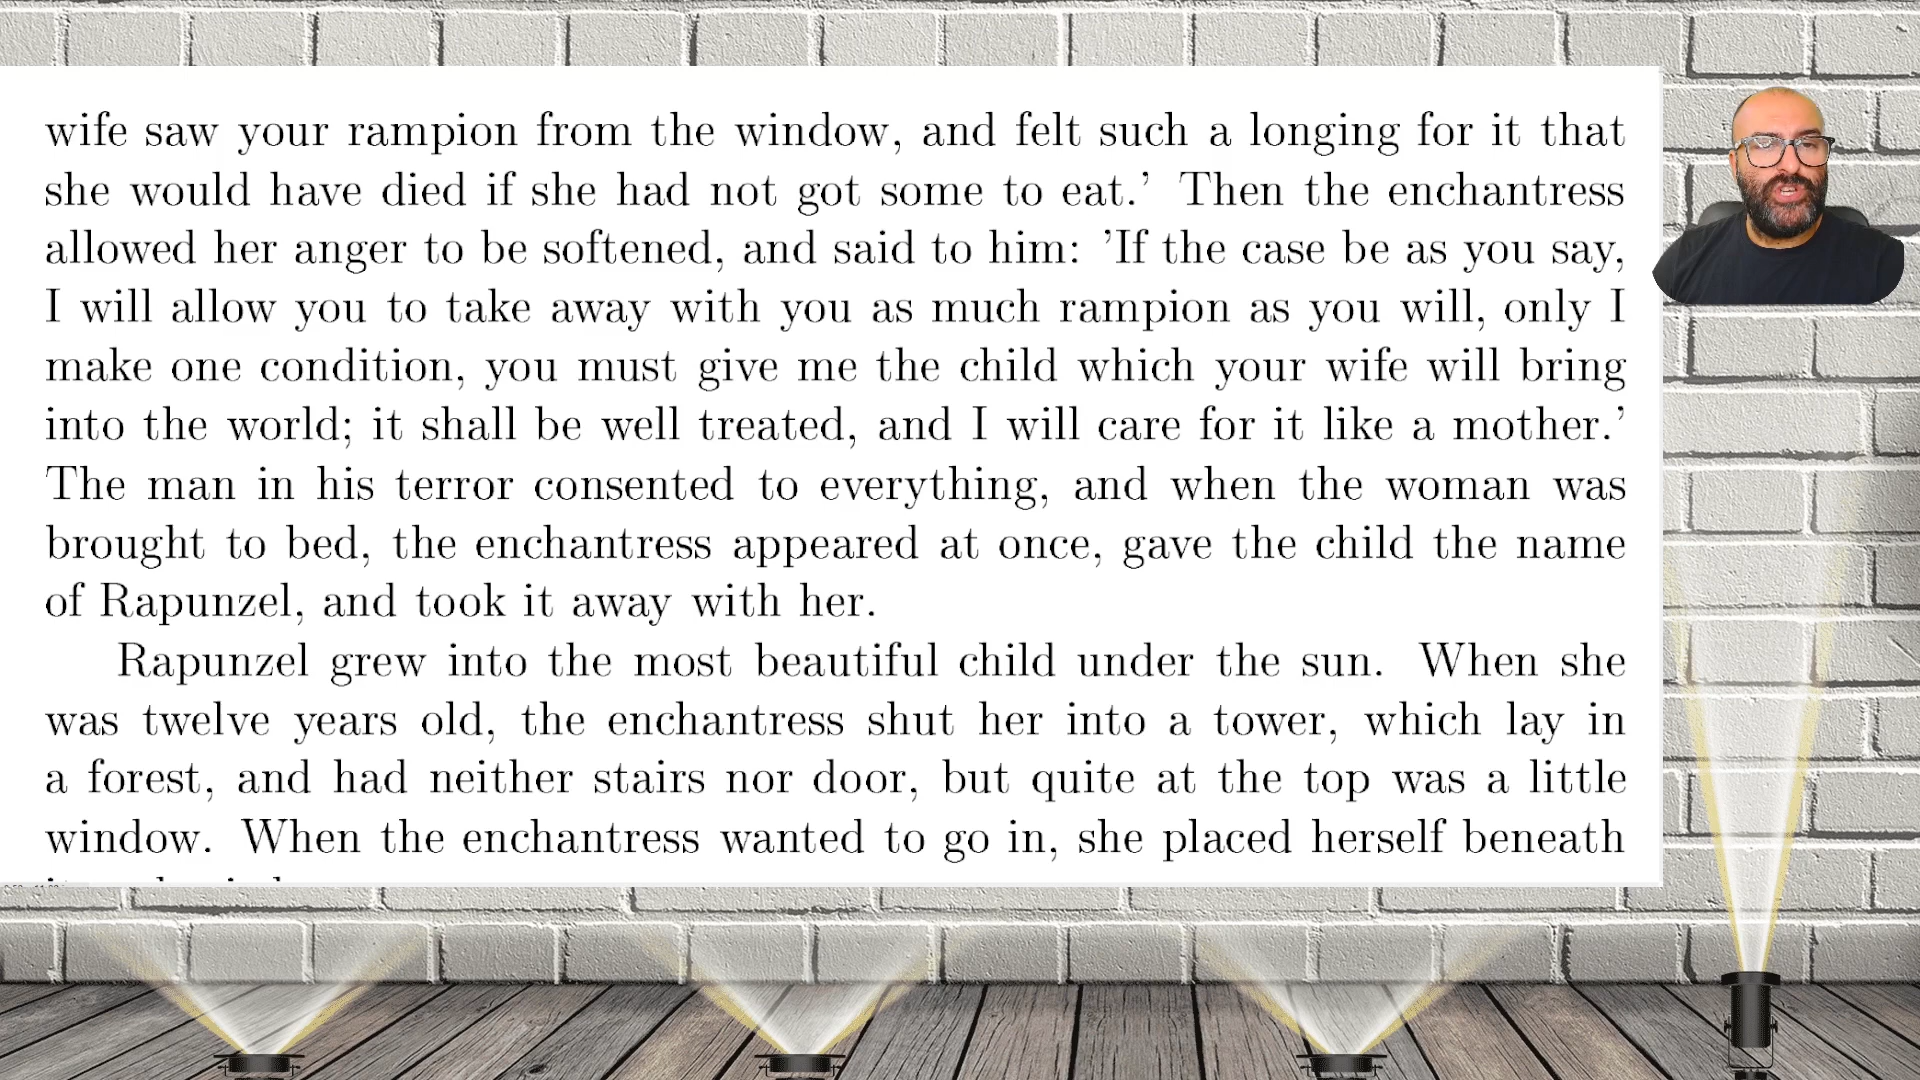 wife saw your rampion from the window, and felt such a longing for it that
she would have died if she had not got some to eat.’ Then the enchantress
allowed her anger to be softened, and said to him: ’If the case be as you say,
I will allow you to take away with you as much rampion as you will, only I
make one condition, you must give me the child which your wife will bring
into the world; it shall be well treated, and I will care for it like a mother.’
The man in his terror consented to everything, and when the woman was
brought to bed, the enchantress appeared at once, gave the child the name
of Rapunzel, and took it away with her.
Rapunzel grew into the most beautiful child under the sun. When she
was twelve years old, the enchantress shut her into a tower, which lay in
a forest, and had neither stairs nor door, but quite at the top was a little
window. When the enchantress wanted to go in, she placed herself beneath